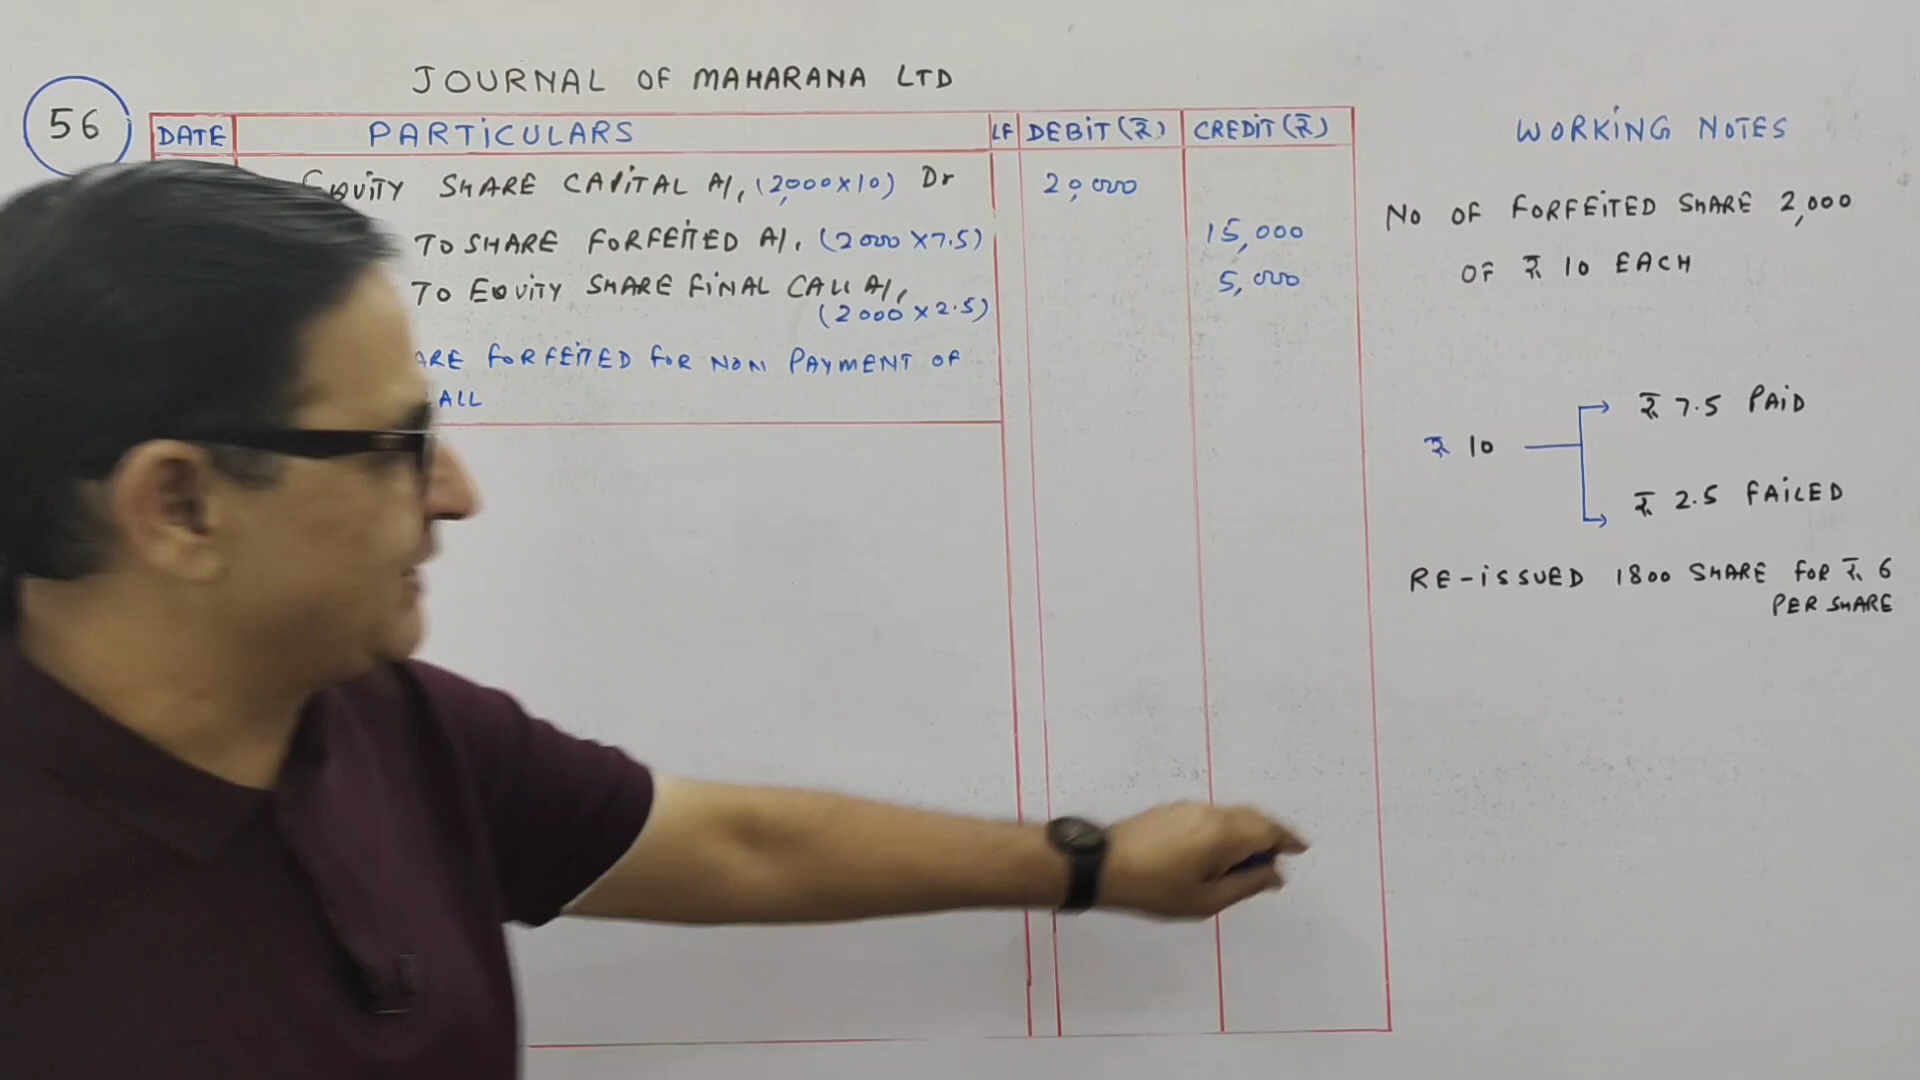 JOURNAL OF MAHARANA LTD
56
DATE PARTICULARS LF DEBIT (₹) CREDIT (₹)
EQUITY SHARE CAPITAL A/, (2,000×10) Dr 20,000
TO SHARE FORFEITED A/, (2000×7.5) 15,000
TO EQUITY SHARE FINAL CALL A/, 5,000
(2000×2.5)
FORFEITED FOR NON PAYMENT OF
WORKING NOTES
NO OF FORFEITED SHARE 2,000
OF ₹ 10 EACH
₹ 7.5 PAID
₹ 10
₹ 2.5 FAILED
RE-ISSUED 1800 SHARE FOR ₹ 6
PER SHARE